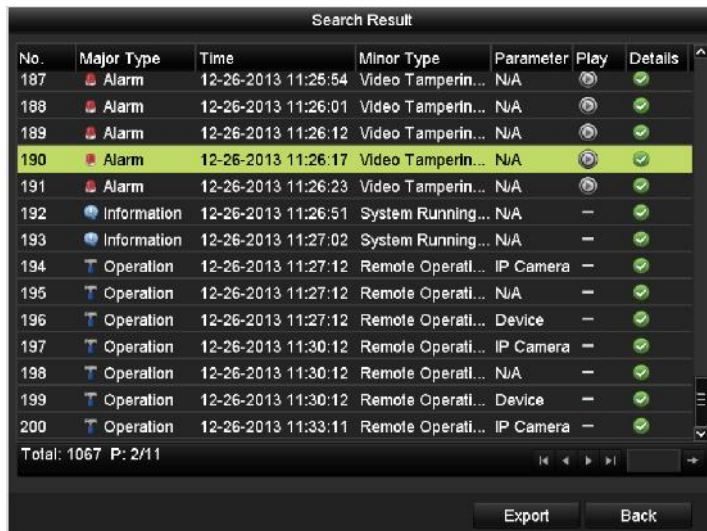 Search Result
No. Major Type Time Minor Type Parameter Play Details
187 Alarm 12-26-2013 11:25:54 Video Tamperin... N/A
188 Alarm 12-26-2013 11:26:01 Video Tamperin... N/A
189 Alarm 12-26-2013 11:26:12 Video Tamperin... N/A
190 Alarm 12-26-2013 11:26:17 Video Tamperin... N/A
191 Alarm 12-26-2013 11:26:23 Video Tamperin... N/A
192 Information 12-26-2013 11:26:51 System Running... N/A —
193 Information 12-26-2013 11:27:02 System Running... N/A —
194 Operation 12-26-2013 11:27:12 Remote Operati... IP Camera —
195 Operation 12-26-2013 11:27:12 Remote Operati... N/A —
196 Operation 12-26-2013 11:27:12 Remote Operati... Device —
197 Operation 12-26-2013 11:30:12 Remote Operati... IP Camera —
198 Operation 12-26-2013 11:30:12 Remote Operati... N/A —
199 Operation 12-26-2013 11:30:12 Remote Operati... Device —
200 Operation 12-26-2013 11:33:11 Remote Operati... IP Camera —
Total: 1067 P: 2/11
Export Back